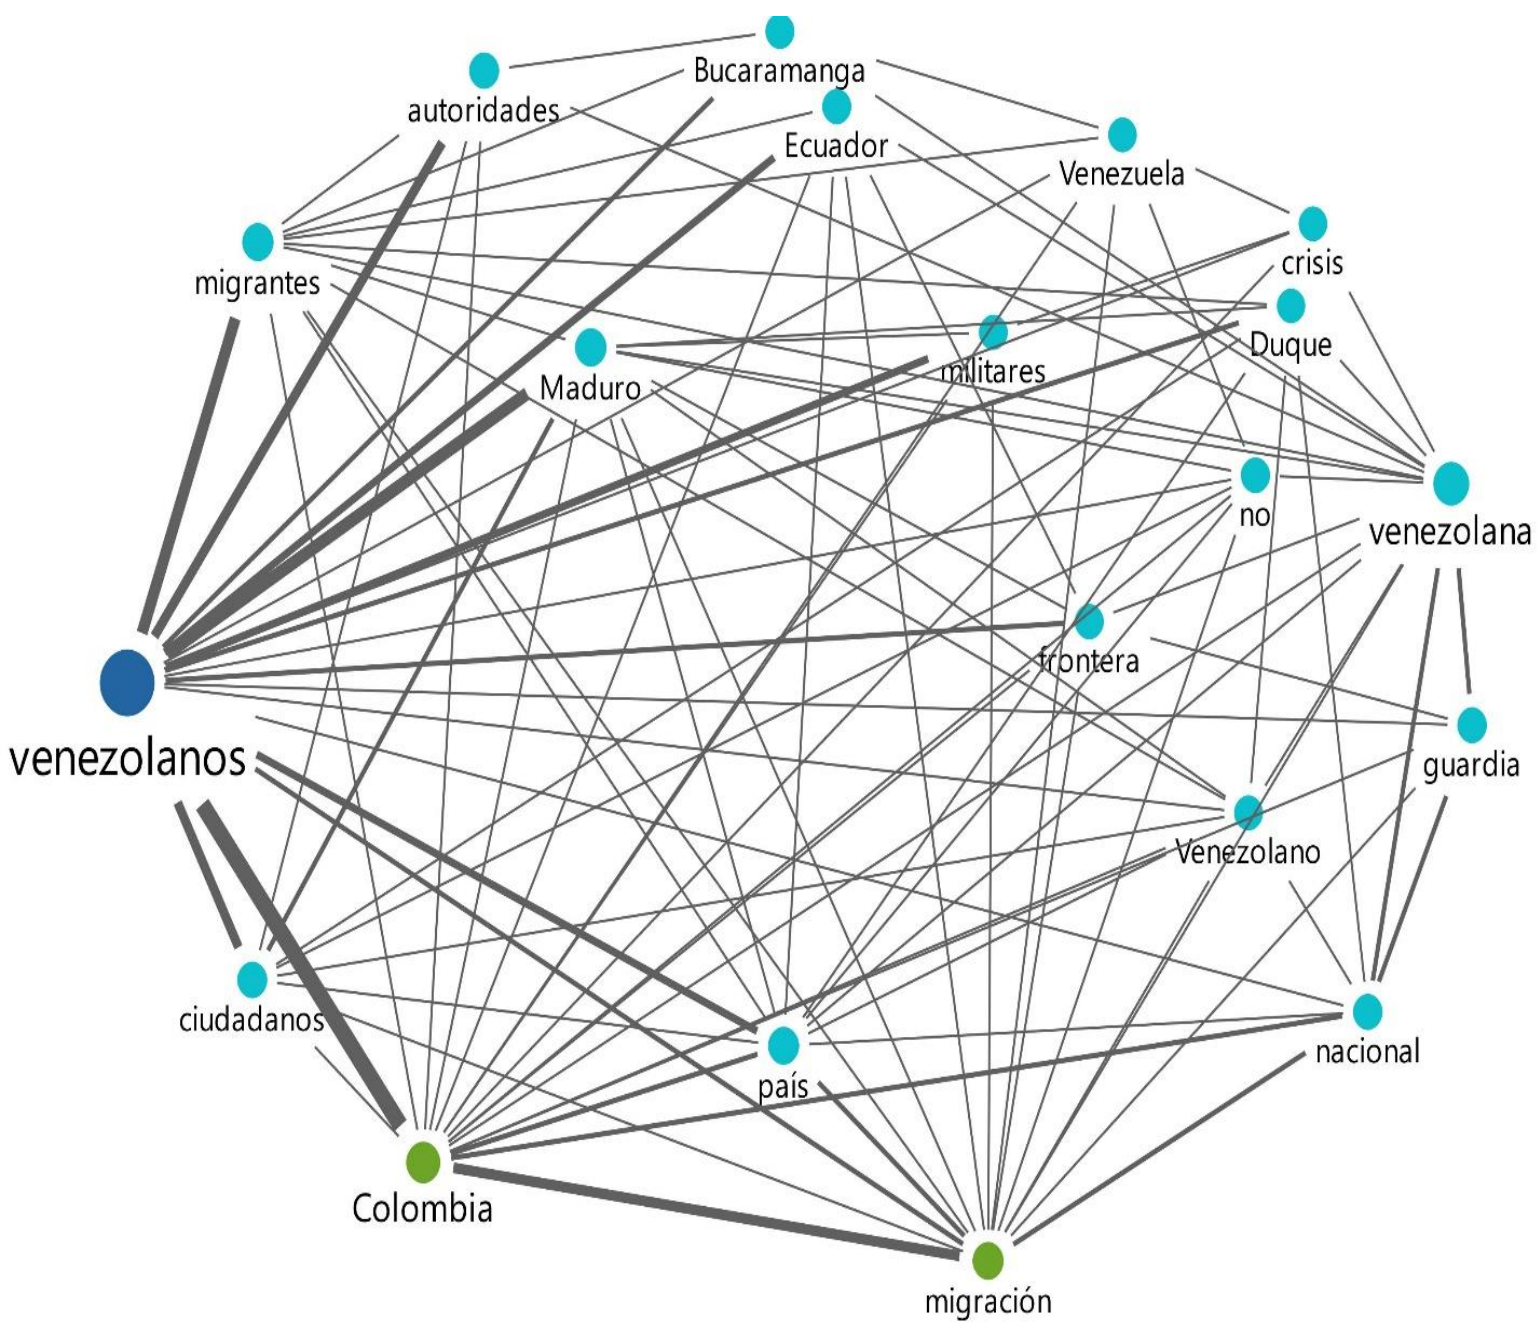 Bucaramanga
autoridades
Ecuador
Venezuela
crisis
migrantes
Duque
militares
Maduro
no
venezolana
frontera
venezolanos
guardia
Venezolano
ciudadanos
nacional
país
Colombia
migración